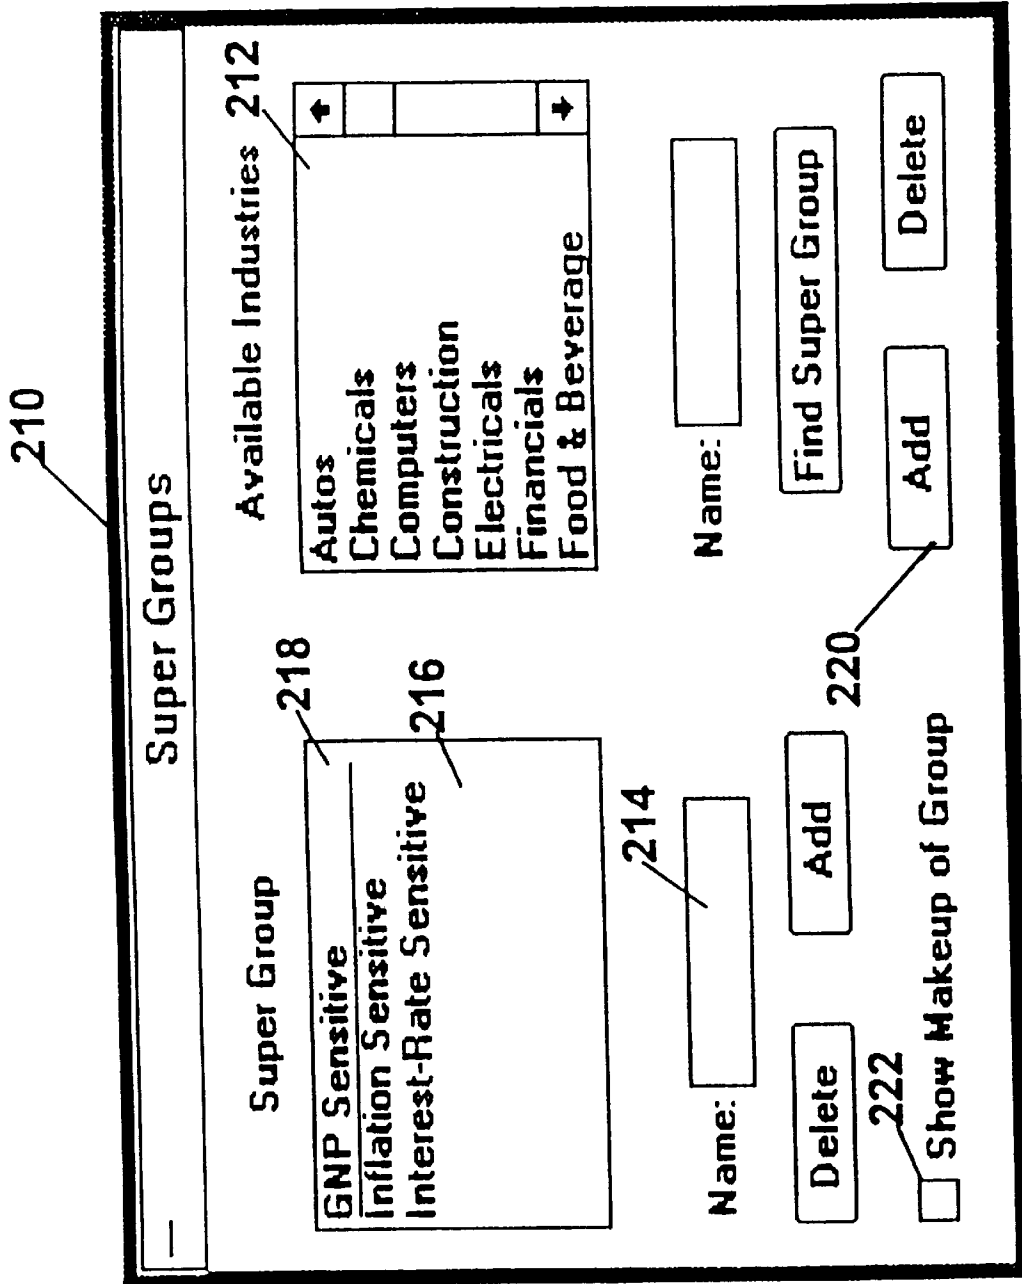 210
Super Groups
Super Group
218
GNP Sensitive
Inflation Sensitive
Interest-Rate Sensitive
216
214
Name:
Delete
Add
222
Show Makeup of Group
Available Industries
212
Autos
Chemicals
Computers
Construction
Electricals
Financials
Food & Beverage
Name:
Find Super Group
220
Add
Delete